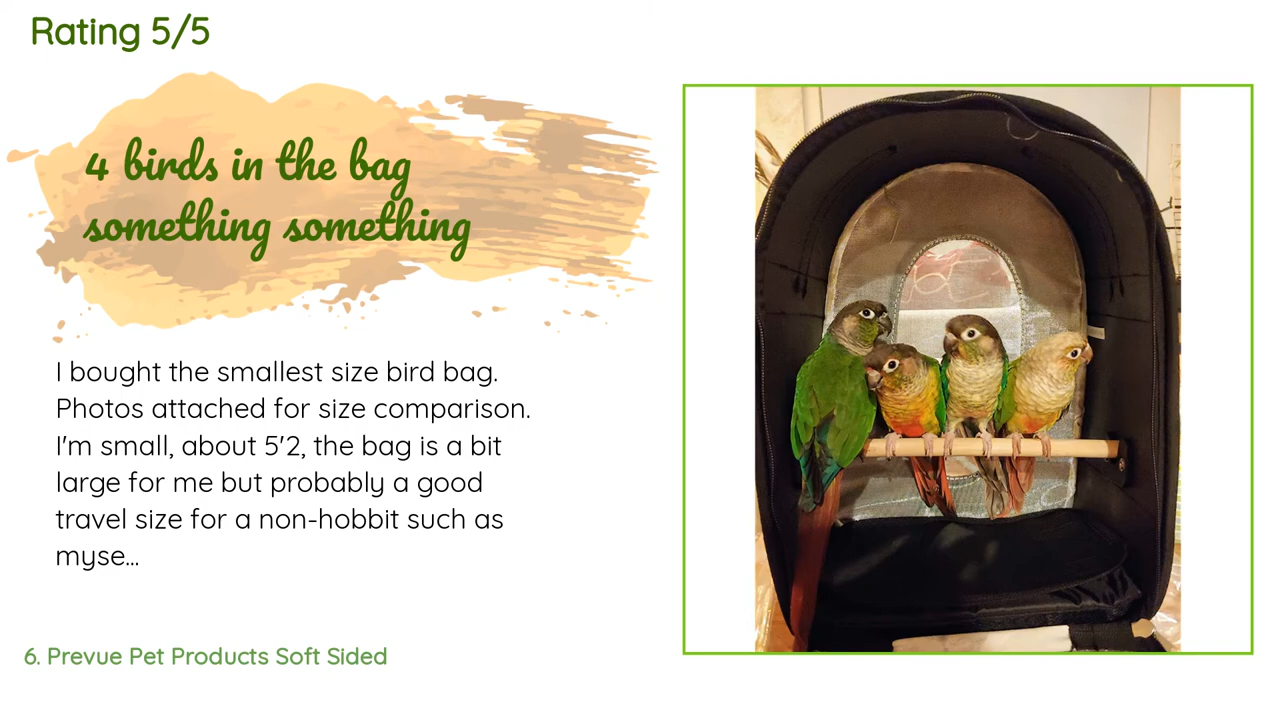 Rating 5/5
4 birds in the bag
something something
I bought the smallest size bird bag.
Photos attached for size comparison.
I'm small, about 5'2, the bag is a bit
large for me but probably a good
travel size for a non-hobbit such as
myse...
6. Prevue Pet Products Soft Sided